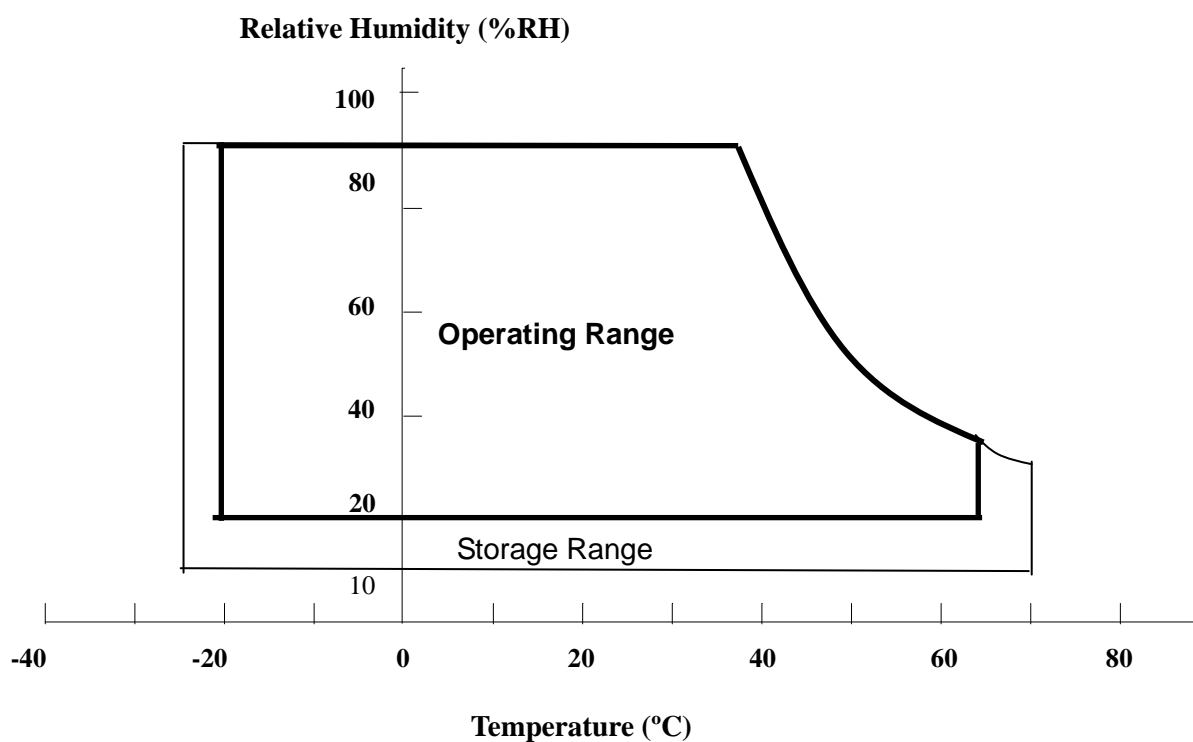 Relative Humidity (%RH)
100
80
60
Operating Range
40
20
Storage Range
10
-40 -20 0 20 40 60 80
Temperature (ºC)